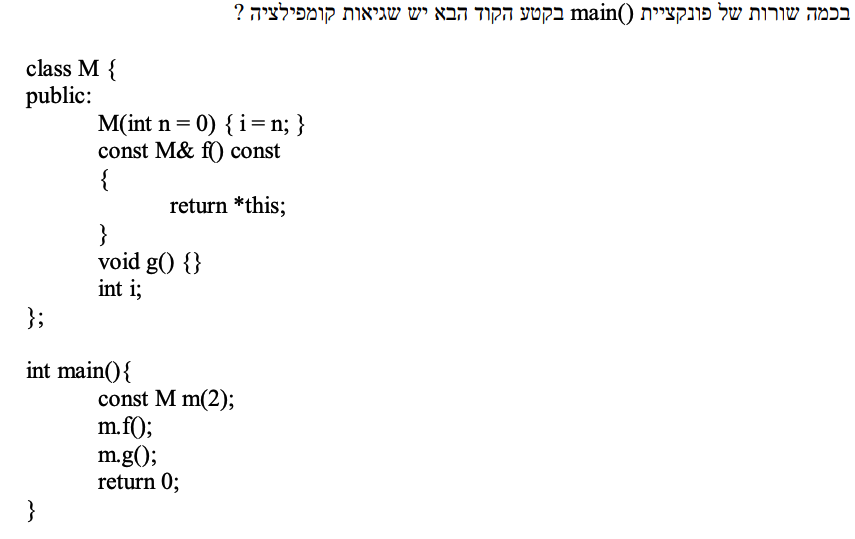 בכמה שורות של פונקציית main() בקטע הקוד הבא יש שגיאות קומפילציה ?
class M {
public:
M(int n = 0) { i = n; }
const M& f() const
{
return *this;
}
void g() {}
int i;
};
int main(){
const M m(2);
m.f();
m.g();
return 0;
}